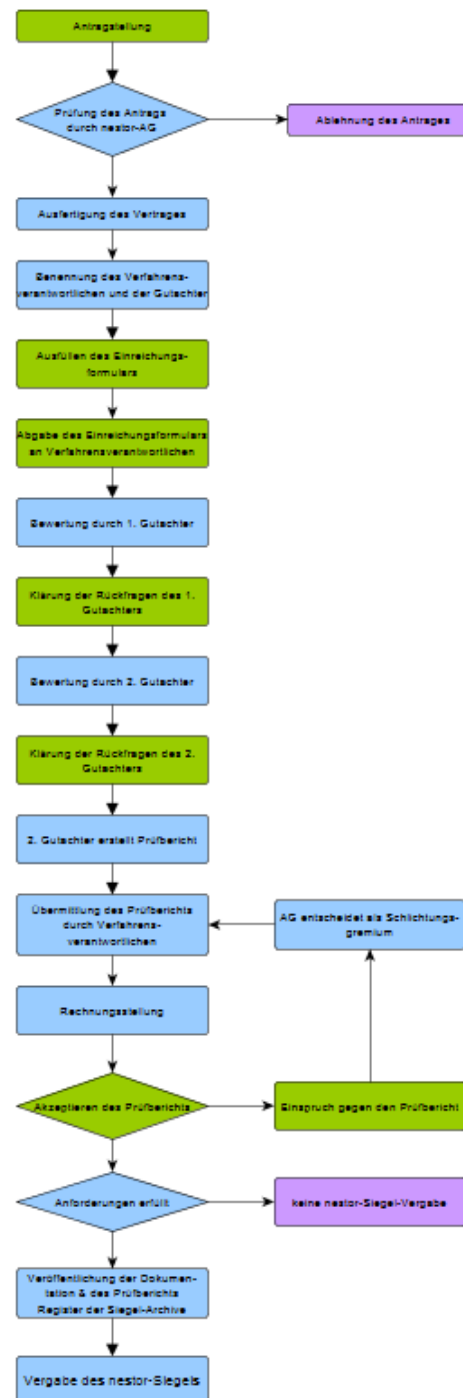 Antragstellung
Prüfung des Antrags
durch nestor-AG
Ablehnung des Antrages
Ausfertigung des Vertrages
Benennung des Verfahrens-
verantwortlichen und der Gutachter
Ausfüllen des Einreichungs-
formulars
Abgabe des Einreichungsformulars
an Verfahrensverantwortlichen
Bewertung durch 1. Gutachter
Klärung der Rückfragen des 1.
Gutachters
Bewertung durch 2. Gutachter
Klärung der Rückfragen des 2.
Gutachters
2. Gutachter erstellt Prüfbericht
Übermittlung des Prüfberichts
durch Verfahrens-
verantwortlichen
AG entscheidet als Schlichtungs-
gremium
Rechnungsstellung
Akzeptieren des Prüfberichts
Einspruch gegen den Prüfbericht
Anforderungen erfüllt
keine nestor-Siegel-Vergabe
Veröffentlichung der Dokumen-
tation & des Prüfberichts
Register der Siegel-Archive
Vergabe des nestor-Siegels